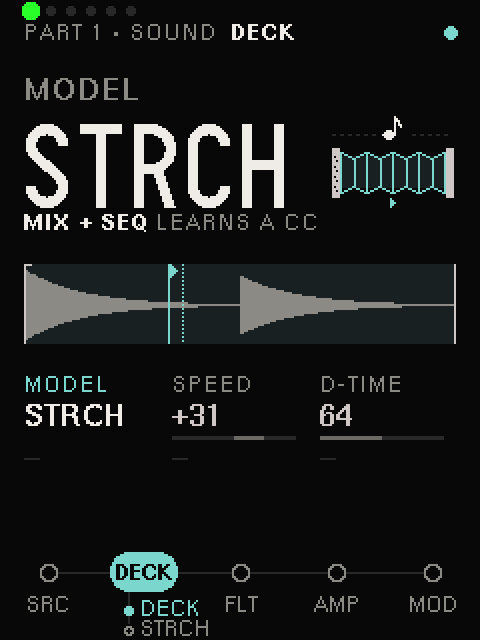 PART 1 · SOUND DECK
MODEL
STRCH
MIX + SEQ LEARNS A CC
MODEL SPEED D-TIME
STRCH +31 64
DECK
SRC FLT AMP MOD
DECK
STRCH